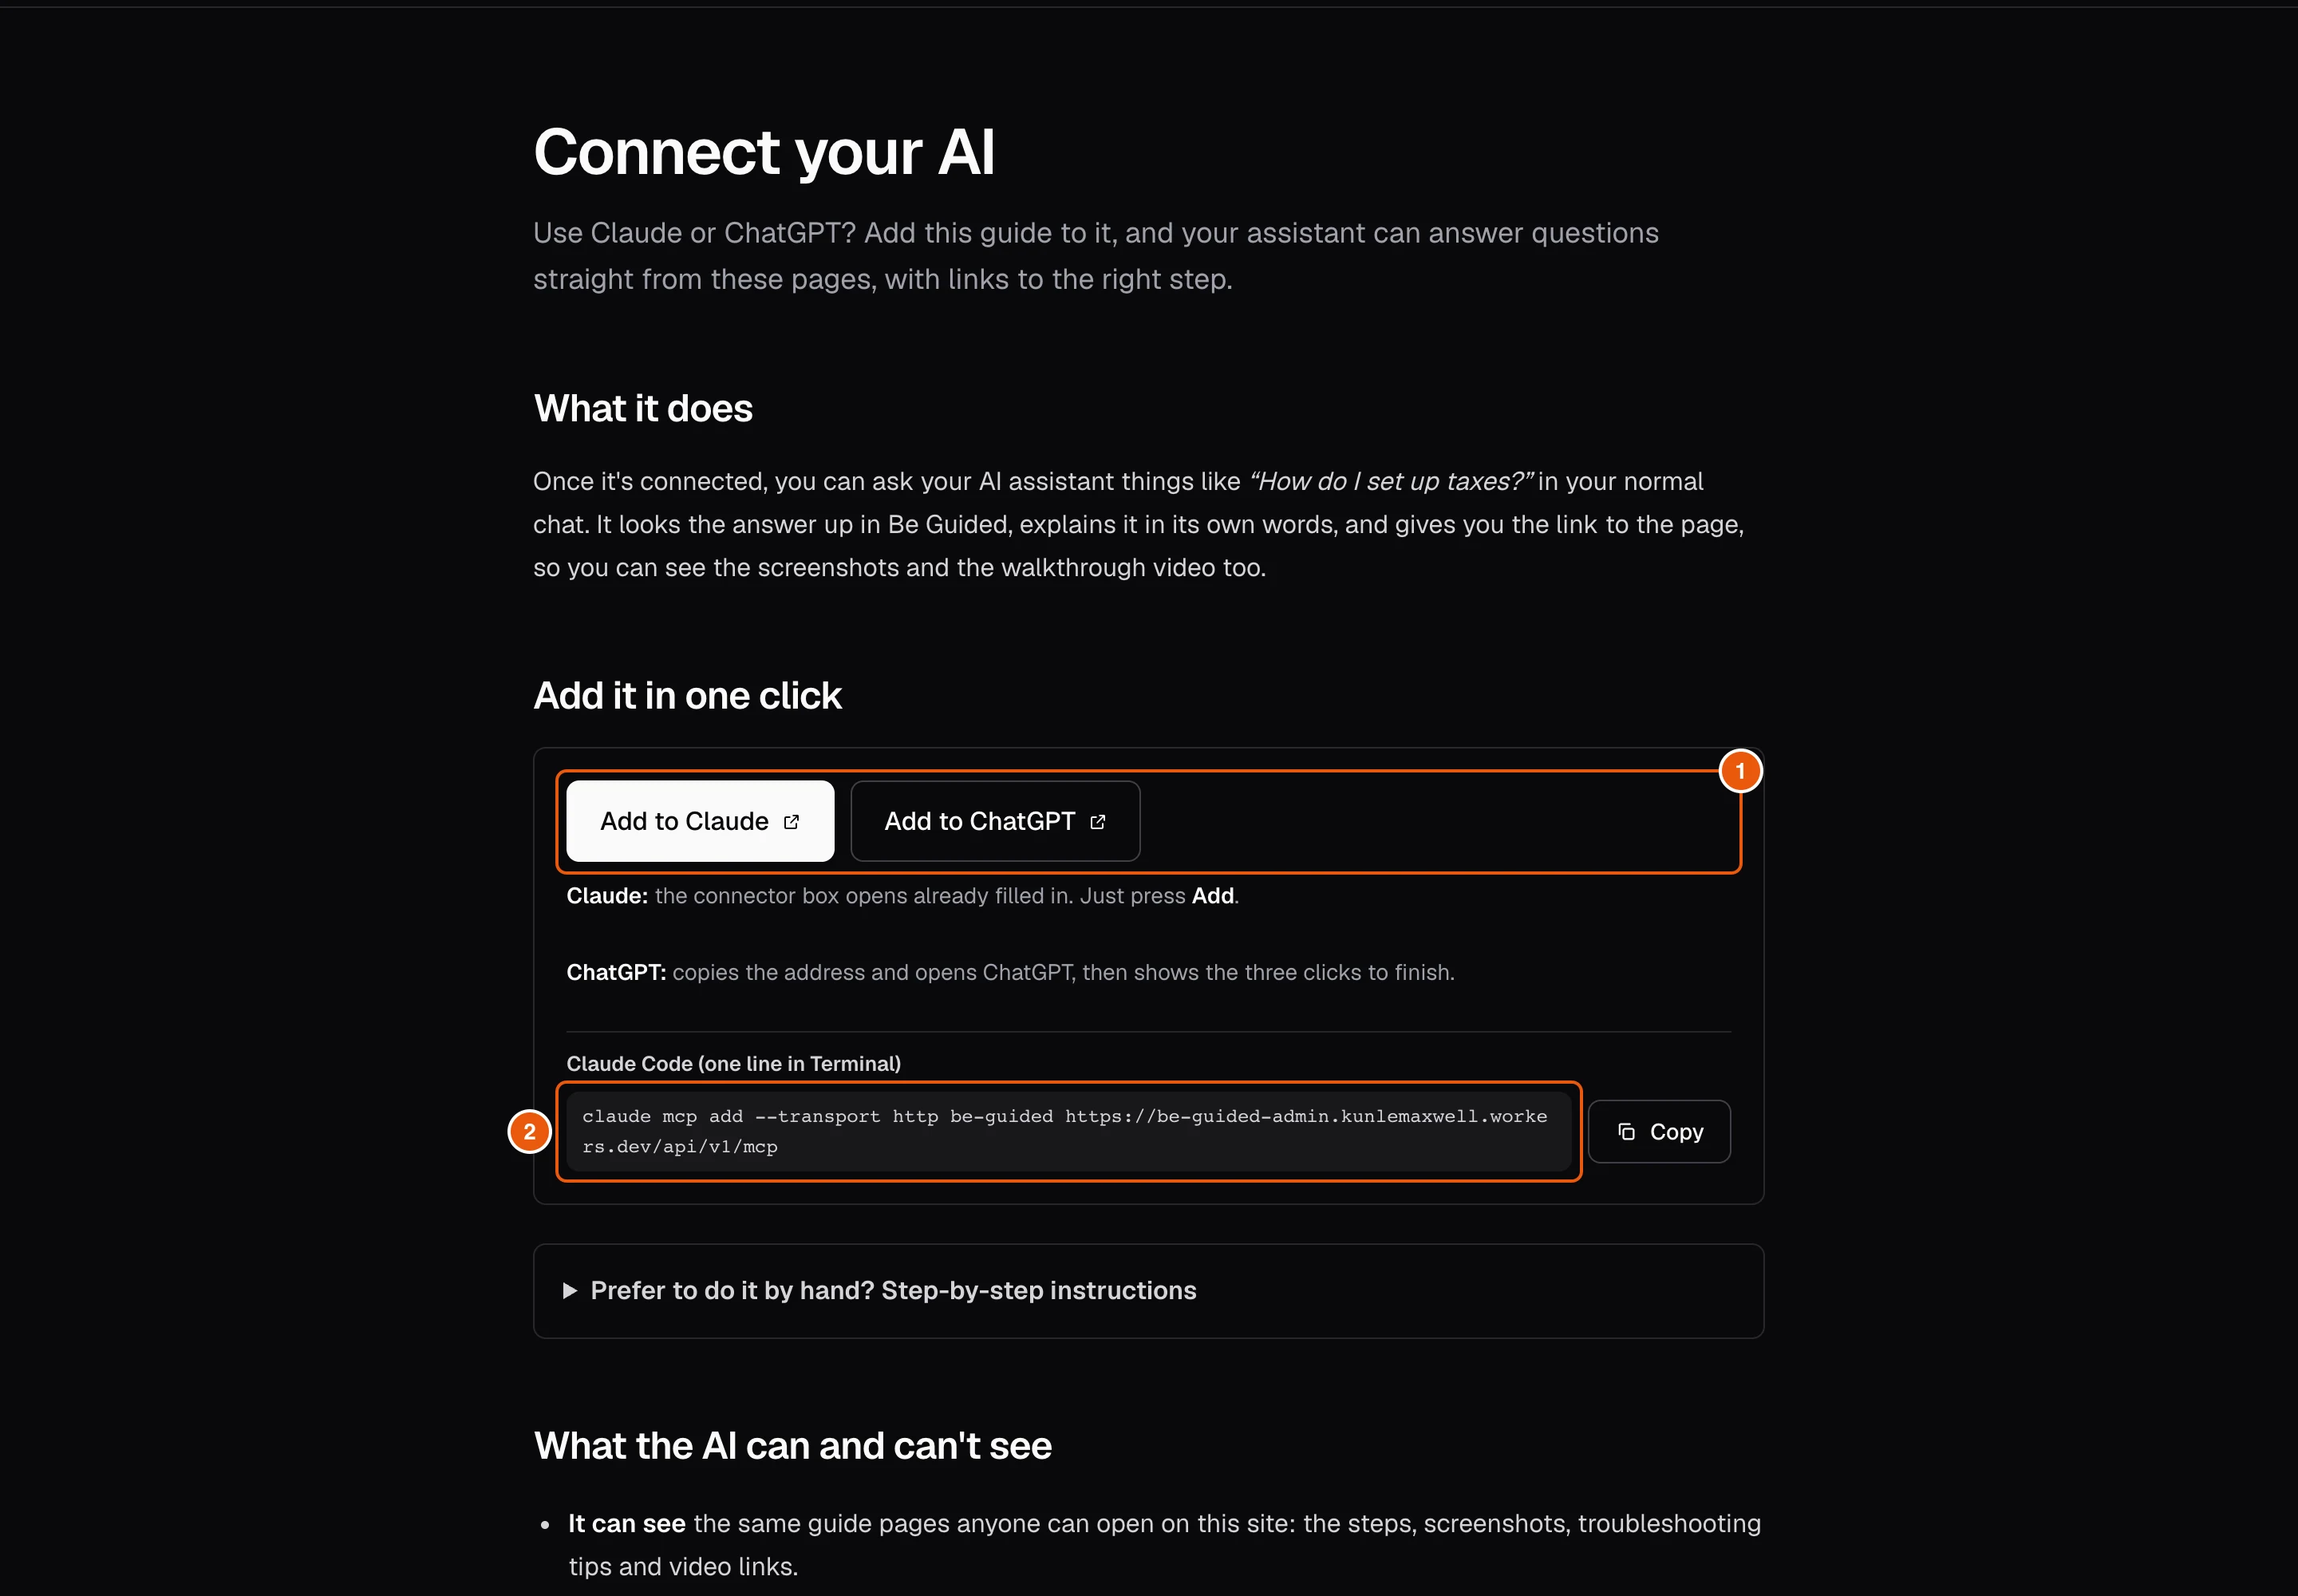 Connect your AI
Use Claude or ChatGPT? Add this guide to it, and your assistant can answer questions
straight from these pages, with links to the right step.
What it does
Once it's connected, you can ask your AI assistant things like “How do I set up taxes?” in your normal
chat. It looks the answer up in Be Guided, explains it in its own words, and gives you the link to the page,
so you can see the screenshots and the walkthrough video too.
Add it in one click
1
Add to Claude
Add to ChatGPT
Claude: the connector box opens already filled in. Just press Add.
ChatGPT: copies the address and opens ChatGPT, then shows the three clicks to finish.
Claude Code (one line in Terminal)
2
claude mcp add --transport http be-guided https://be-guided-admin.kunlemaxwell.worke
rs.dev/api/v1/mcp
Copy
Prefer to do it by hand? Step-by-step instructions
What the AI can and can't see
• It can see the same guide pages anyone can open on this site: the steps, screenshots, troubleshooting
tips and video links.